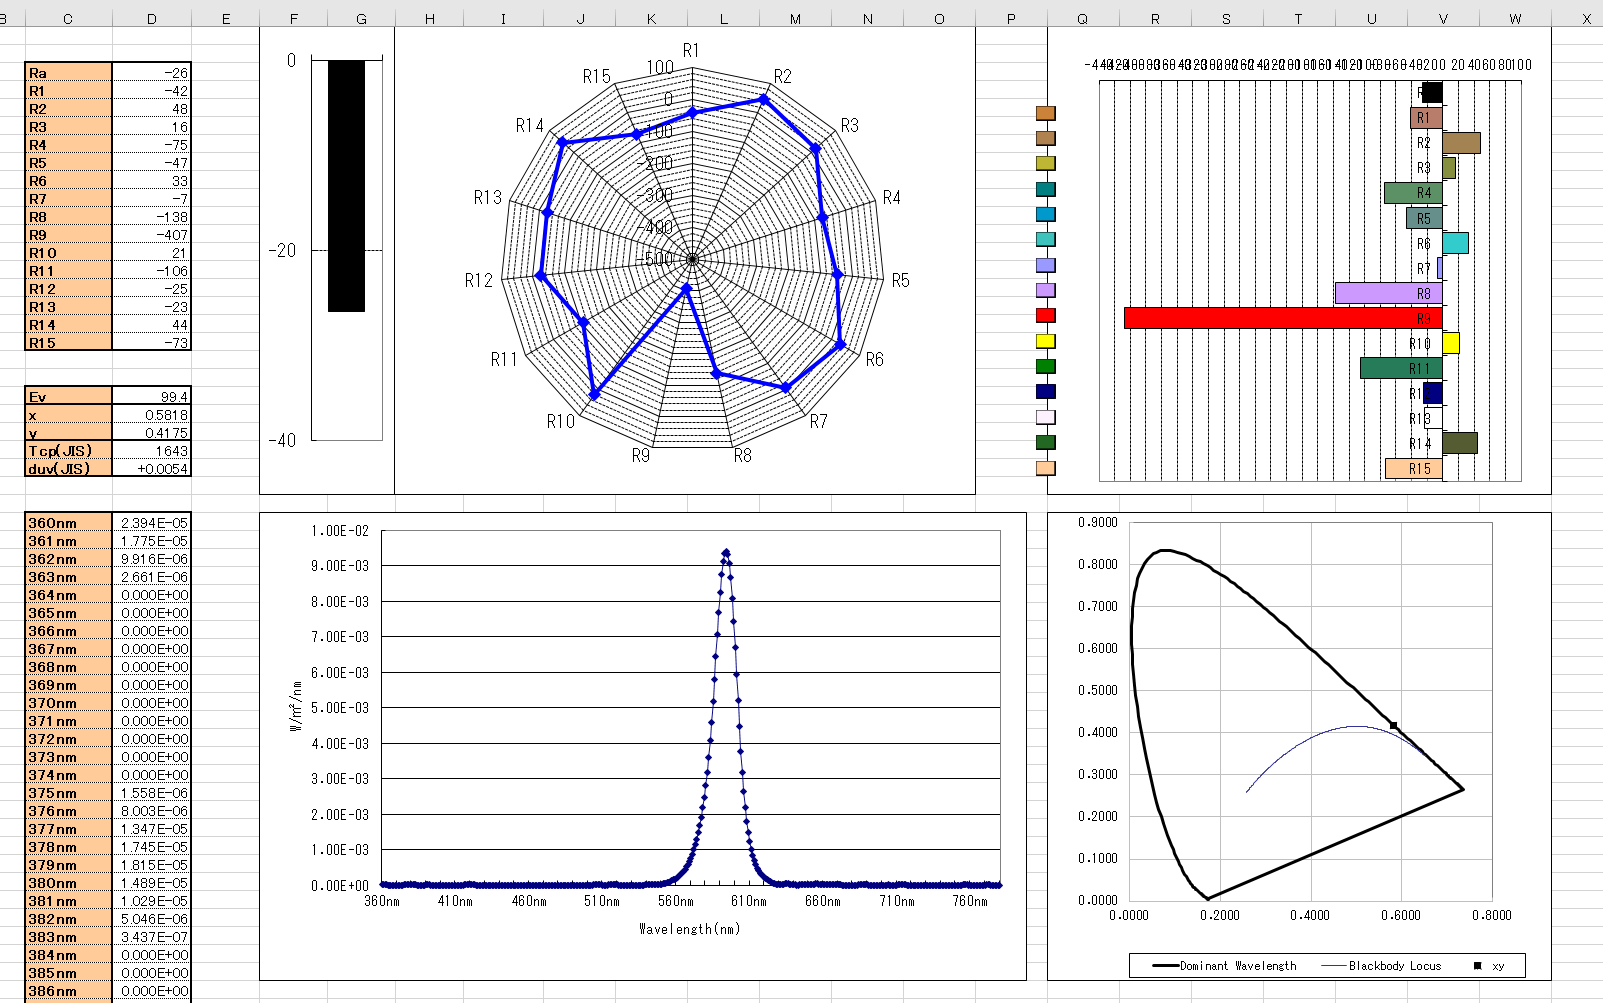 B C D E F G H I J K L M N O P Q R S T U V W X
Ra -26
R1 -42
R2 48
R3 16
R4 -75
R5 -47
R6 33
R7 -7
R8 -138
R9 -407
R10 21
R11 -106
R12 -25
R13 -23
R14 44
R15 -73
Ev 99.4
x 0.5818
y 0.4175
Tcp(JIS) 1643
duv(JIS) +0.0054
360nm 2.394E-05
361nm 1.775E-05
362nm 9.916E-06
363nm 2.661E-06
364nm 0.000E+00
365nm 0.000E+00
366nm 0.000E+00
367nm 0.000E+00
368nm 0.000E+00
369nm 0.000E+00
370nm 0.000E+00
371nm 0.000E+00
372nm 0.000E+00
373nm 0.000E+00
374nm 0.000E+00
375nm 1.558E-06
376nm 8.003E-06
377nm 1.347E-05
378nm 1.745E-05
379nm 1.815E-05
380nm 1.489E-05
381nm 1.029E-05
382nm 5.046E-06
383nm 3.437E-07
384nm 0.000E+00
385nm 0.000E+00
386nm 0.000E+00
0
-20
-40
R1
R2
R3
R4
R5
R6
R7
R8
R9
R10
R11
R12
R13
R14
R15
100
0
-100
-200
-300
-400
-500
0 20 40 60 80 100
R1
R2
R3
R4
R5
R6
R7
R8
R9
R10
R11
R13
R14
R15
1.00E-02
9.00E-03
8.00E-03
7.00E-03
6.00E-03
5.00E-03
4.00E-03
3.00E-03
2.00E-03
1.00E-03
0.00E+00
W/㎡/nm
360nm 410nm 460nm 510nm 560nm 610nm 660nm 710nm 760nm
Wavelength(nm)
0.9000
0.8000
0.7000
0.6000
0.5000
0.4000
0.3000
0.2000
0.1000
0.0000
0.0000 0.2000 0.4000 0.6000 0.8000
Dominant Wavelength Blackbody Locus xy